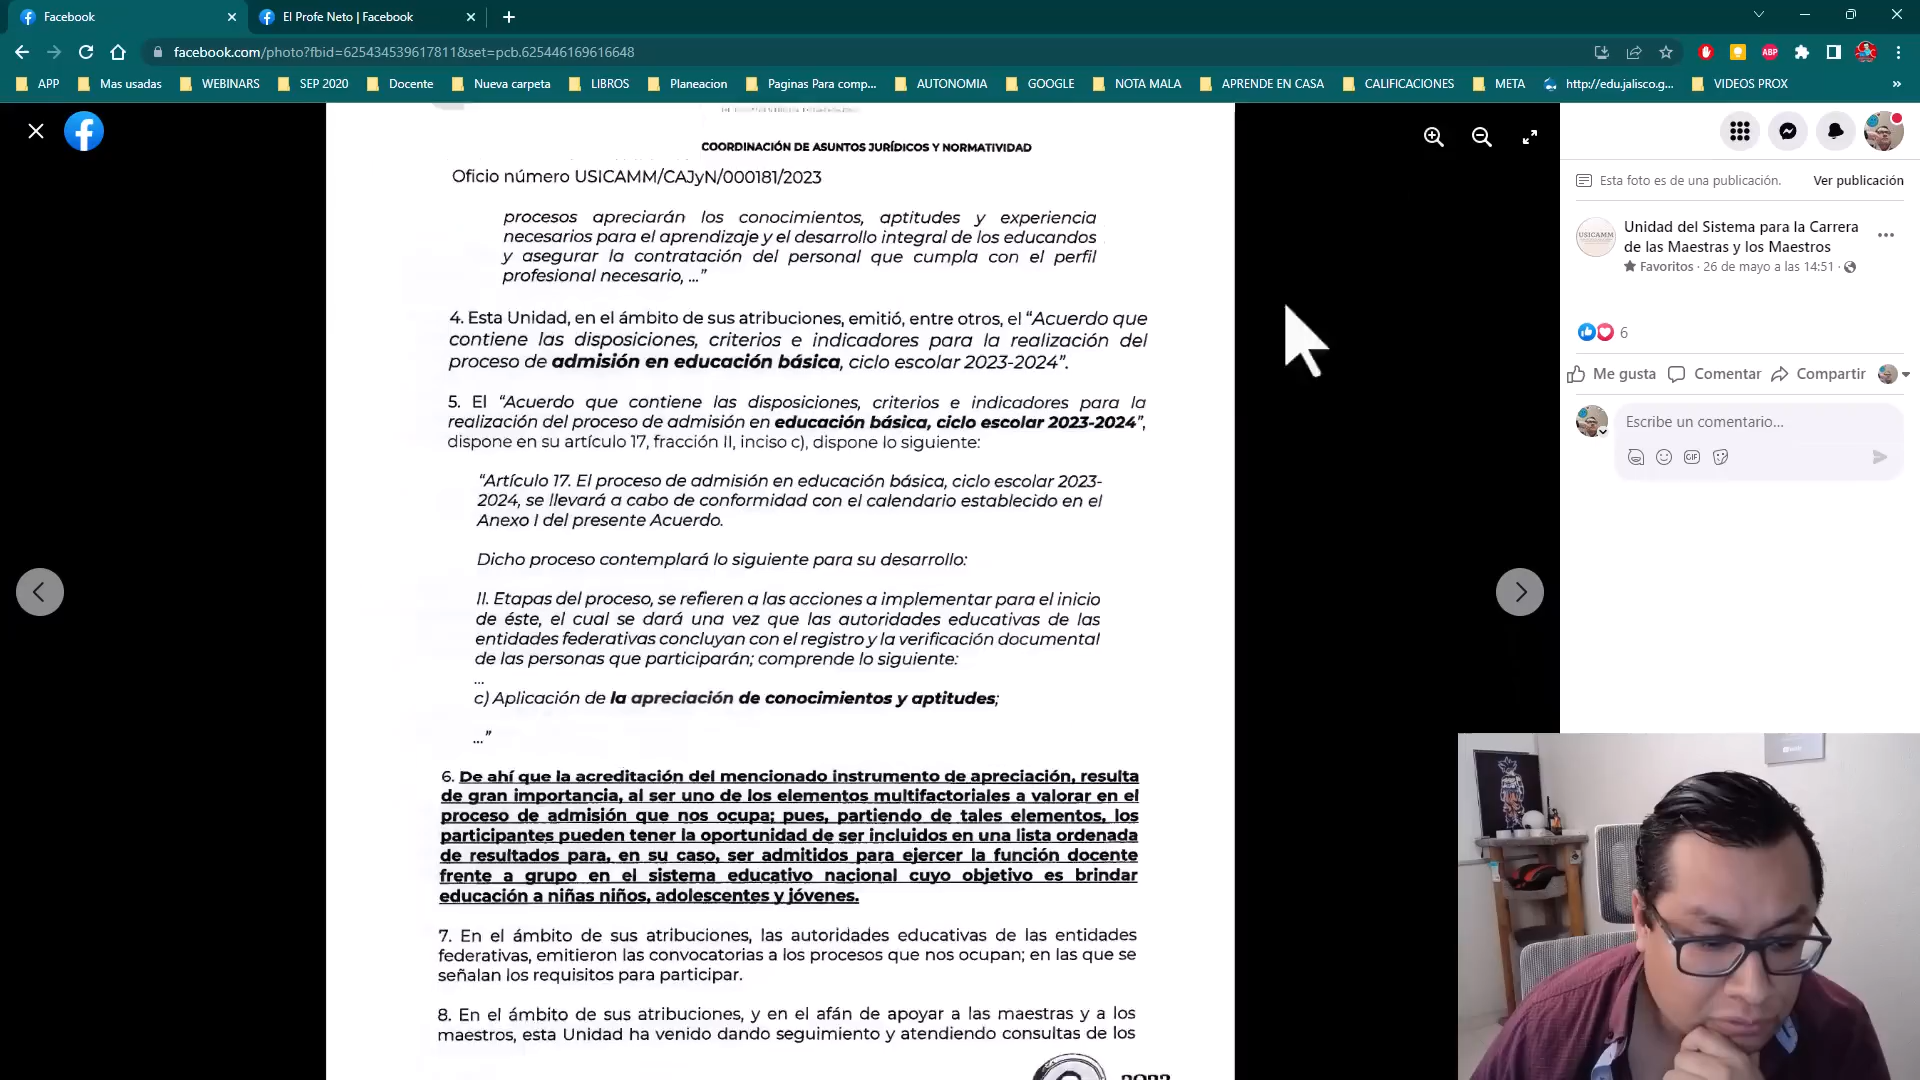 Facebook
El Profe Neto | Facebook
facebook.com/photo?fbid=625434539617811&set=pcb.625446169616648
APP
Mas usadas
WEBINARS
SEP 2020
Docente
Nueva carpeta
LIBROS
Planeacion
Paginas Para comp...
AUTONOMIA
GOOGLE
NOTA MALA
APRENDE EN CASA
CALIFICACIONES
META
http://edu.jalisco.g...
VIDEOS PROX
»
COORDINACIÓN DE ASUNTOS JURÍDICOS Y NORMATIVIDAD
Oficio número USICAMM/CAJyN/000181/2023
procesos apreciarán los conocimientos, aptitudes y experiencia
necesarios para el aprendizaje y el desarrollo integral de los educandos
y asegurar la contratación del personal que cumpla con el perfil
profesional necesario, ...”
4. Esta Unidad, en el ámbito de sus atribuciones, emitió, entre otros, el “Acuerdo que
contiene las disposiciones, criterios e indicadores para la realización del
proceso de admisión en educación básica, ciclo escolar 2023-2024”.
5. El “Acuerdo que contiene las disposiciones, criterios e indicadores para la
realización del proceso de admisión en educación básica, ciclo escolar 2023-2024”,
dispone en su artículo 17, fracción II, inciso c), dispone lo siguiente:
“Artículo 17. El proceso de admisión en educación básica, ciclo escolar 2023-
2024, se llevará a cabo de conformidad con el calendario establecido en el
Anexo I del presente Acuerdo.
Dicho proceso contemplará lo siguiente para su desarrollo:
II. Etapas del proceso, se refieren a las acciones a implementar para el inicio
de éste, el cual se dará una vez que las autoridades educativas de las
entidades federativas concluyan con el registro y la verificación documental
de las personas que participarán; comprende lo siguiente:
...
c) Aplicación de la apreciación de conocimientos y aptitudes;
...”
6. De ahí que la acreditación del mencionado instrumento de apreciación, resulta
de gran importancia, al ser uno de los elementos multifactoriales a valorar en el
proceso de admisión que nos ocupa; pues, partiendo de tales elementos, los
participantes pueden tener la oportunidad de ser incluidos en una lista ordenada
de resultados para, en su caso, ser admitidos para ejercer la función docente
frente a grupo en el sistema educativo nacional cuyo objetivo es brindar
educación a niñas niños, adolescentes y jóvenes.
7. En el ámbito de sus atribuciones, las autoridades educativas de las entidades
federativas, emitieron las convocatorias a los procesos que nos ocupan; en las que se
señalan los requisitos para participar.
8. En el ámbito de sus atribuciones, y en el afán de apoyar a las maestras y a los
maestros, esta Unidad ha venido dando seguimiento y atendiendo consultas de los
Esta foto es de una publicación.
Ver publicación
USICAMM
Unidad del Sistema para la Carrera
de las Maestras y los Maestros
Favoritos · 26 de mayo a las 14:51 ·
6
Me gusta
Comentar
Compartir
Escribe un comentario...
GIF
ABP